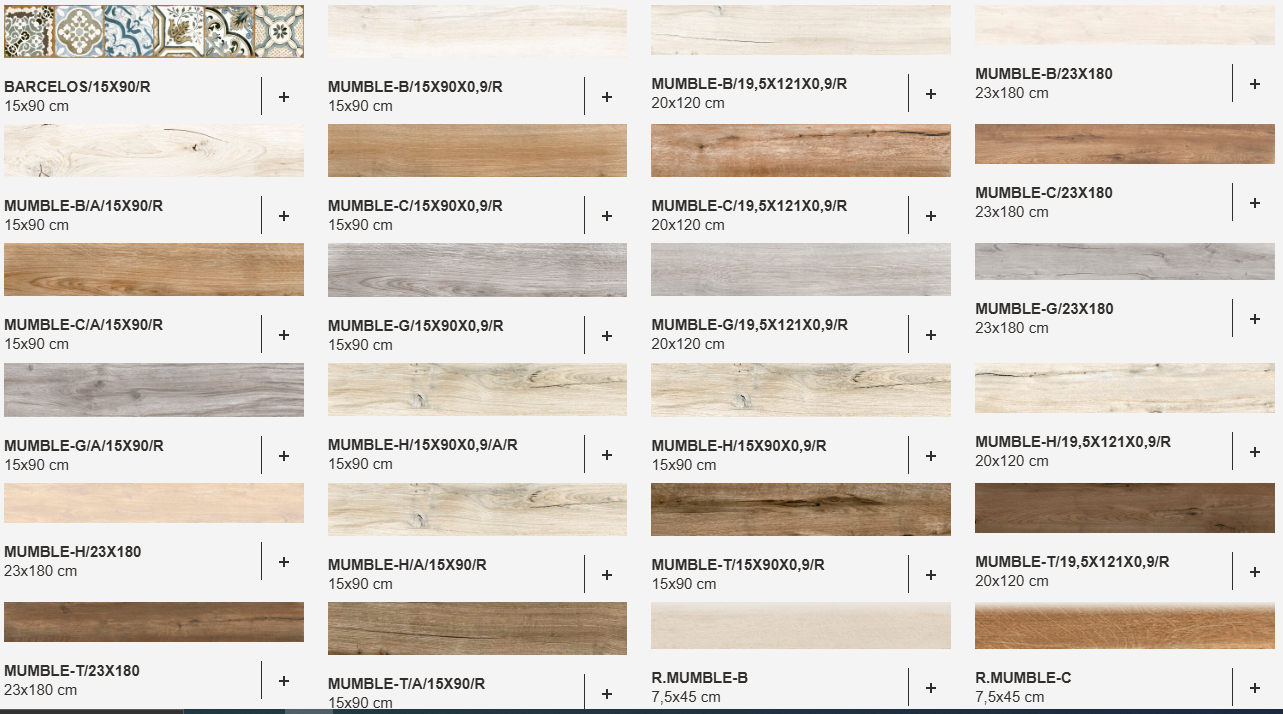 BARCELOS/15X90/R
15x90 cm
+
MUMBLE-B/15X90X0,9/R
15x90 cm
+
MUMBLE-B/19,5X121X0,9/R
20x120 cm
+
MUMBLE-B/23X180
23x180 cm
+
MUMBLE-B/A/15X90/R
15x90 cm
+
MUMBLE-C/15X90X0,9/R
15x90 cm
+
MUMBLE-C/19,5X121X0,9/R
20x120 cm
+
MUMBLE-C/23X180
23x180 cm
+
MUMBLE-C/A/15X90/R
15x90 cm
+
MUMBLE-G/15X90X0,9/R
15x90 cm
+
MUMBLE-G/19,5X121X0,9/R
20x120 cm
+
MUMBLE-G/23X180
23x180 cm
+
MUMBLE-G/A/15X90/R
15x90 cm
+
MUMBLE-H/15X90X0,9/A/R
15x90 cm
+
MUMBLE-H/15X90X0,9/R
15x90 cm
+
MUMBLE-H/19,5X121X0,9/R
20x120 cm
+
MUMBLE-H/23X180
23x180 cm
+
MUMBLE-H/A/15X90/R
15x90 cm
+
MUMBLE-T/15X90X0,9/R
15x90 cm
+
MUMBLE-T/19,5X121X0,9/R
20x120 cm
+
MUMBLE-T/23X180
23x180 cm
+
MUMBLE-T/A/15X90/R
15x90 cm
+
R.MUMBLE-B
7,5x45 cm
+
R.MUMBLE-C
7,5x45 cm
+